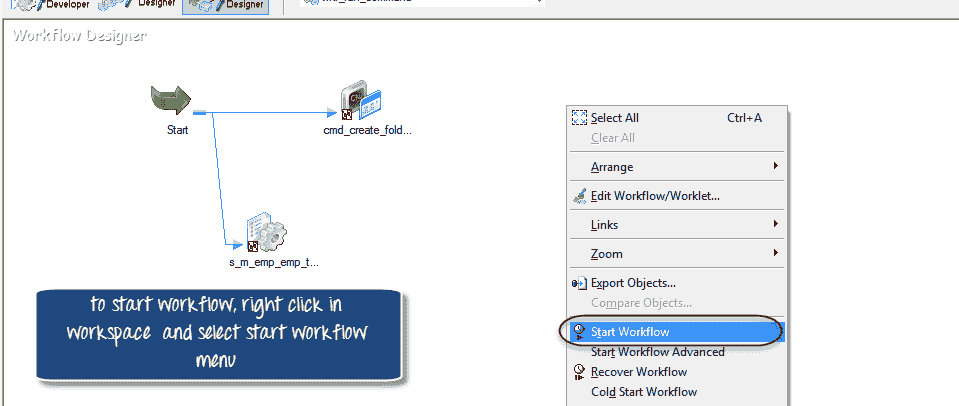 Developer
Designer
Designer
Workflow Designer
Start
cmd_create_fold...
s_m_emp_emp_t...
to start workflow, right click in
workspace and select start workflow
menu
Select All Ctrl+A
Clear All
Arrange
Edit Workflow/Worklet...
Links
Zoom
Export Objects...
Compare Objects...
Start Workflow
Start Workflow Advanced
Recover Workflow
Cold Start Workflow